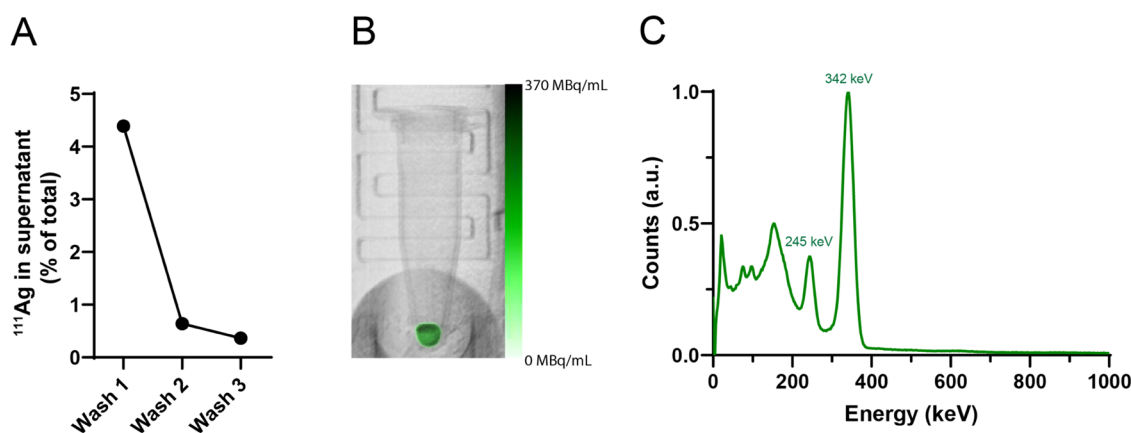 A
¹¹¹Ag in supernatant
(% of total)
5
4
3
2
1
0
Wash 1
Wash 2
Wash 3
B
370 MBq/mL
0 MBq/mL
C
Counts (a.u.)
1.0
0.5
0.0
342 keV
245 keV
0
200
400
600
800
1000
Energy (keV)